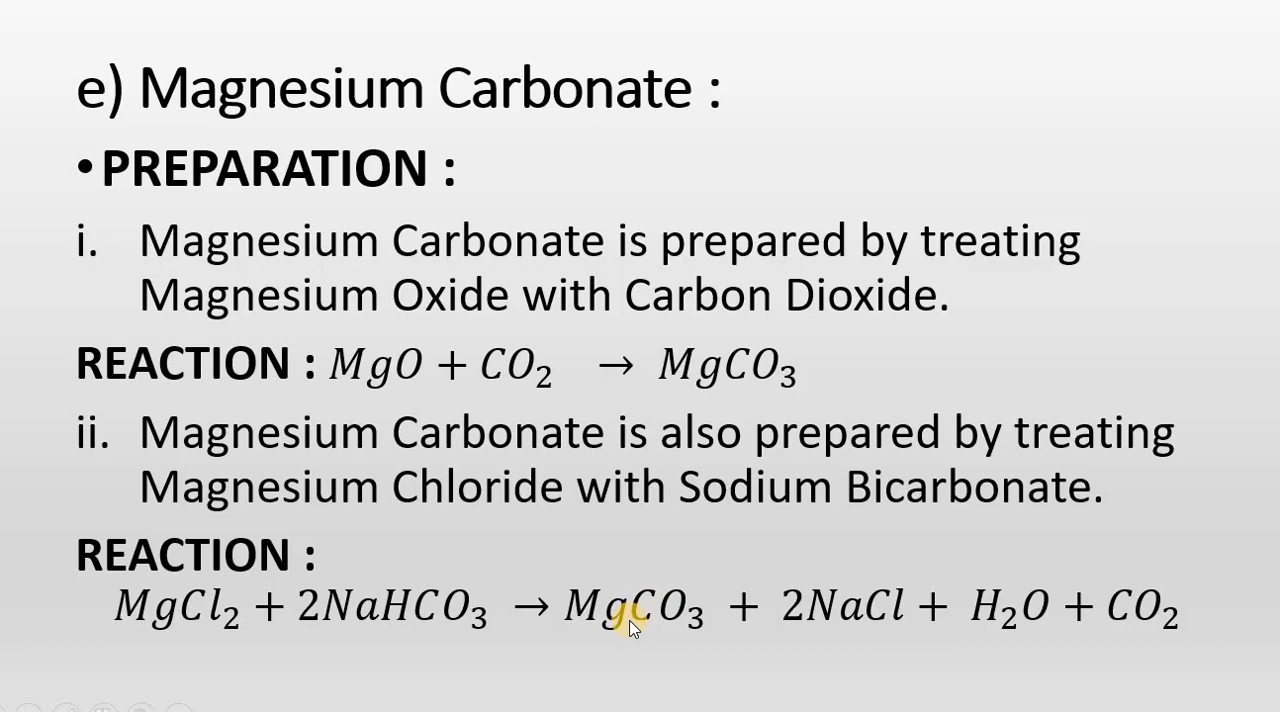 e) Magnesium Carbonate :
• PREPARATION :
i. Magnesium Carbonate is prepared by treating
Magnesium Oxide with Carbon Dioxide.
REACTION : MgO + CO₂ → MgCO₃
ii. Magnesium Carbonate is also prepared by treating
Magnesium Chloride with Sodium Bicarbonate.
REACTION :
MgCl₂ + 2NaHCO₃ → MgCO₃ + 2NaCl + H₂O + CO₂